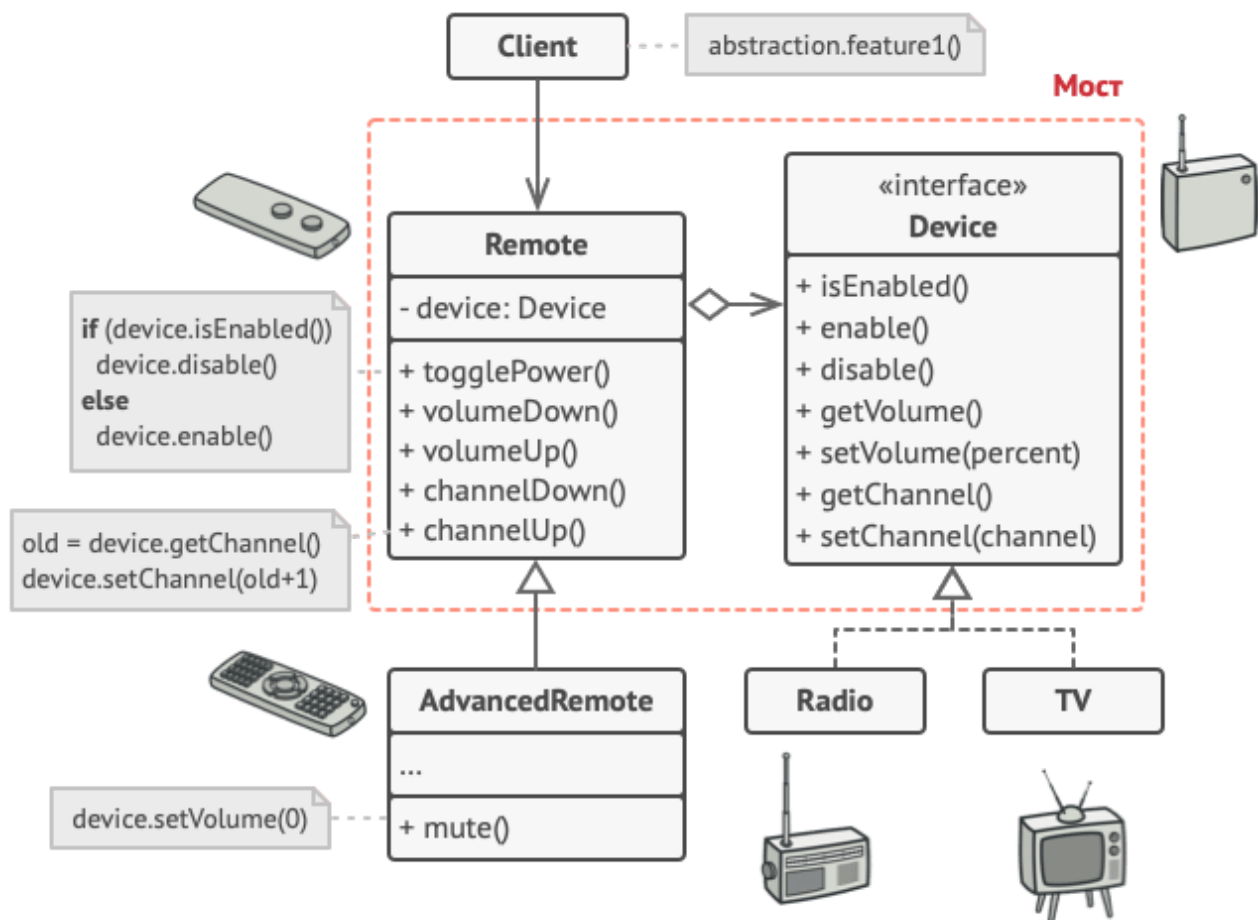 Client
abstraction.feature1()
Мост
«interface»
Device
+ isEnabled()
+ enable()
+ disable()
+ getVolume()
+ setVolume(percent)
+ getChannel()
+ setChannel(channel)
Remote
- device: Device
+ togglePower()
+ volumeDown()
+ volumeUp()
+ channelDown()
+ channelUp()
if (device.isEnabled())
device.disable()
else
device.enable()
old = device.getChannel()
device.setChannel(old+1)
AdvancedRemote
...
+ mute()
device.setVolume(0)
Radio
TV